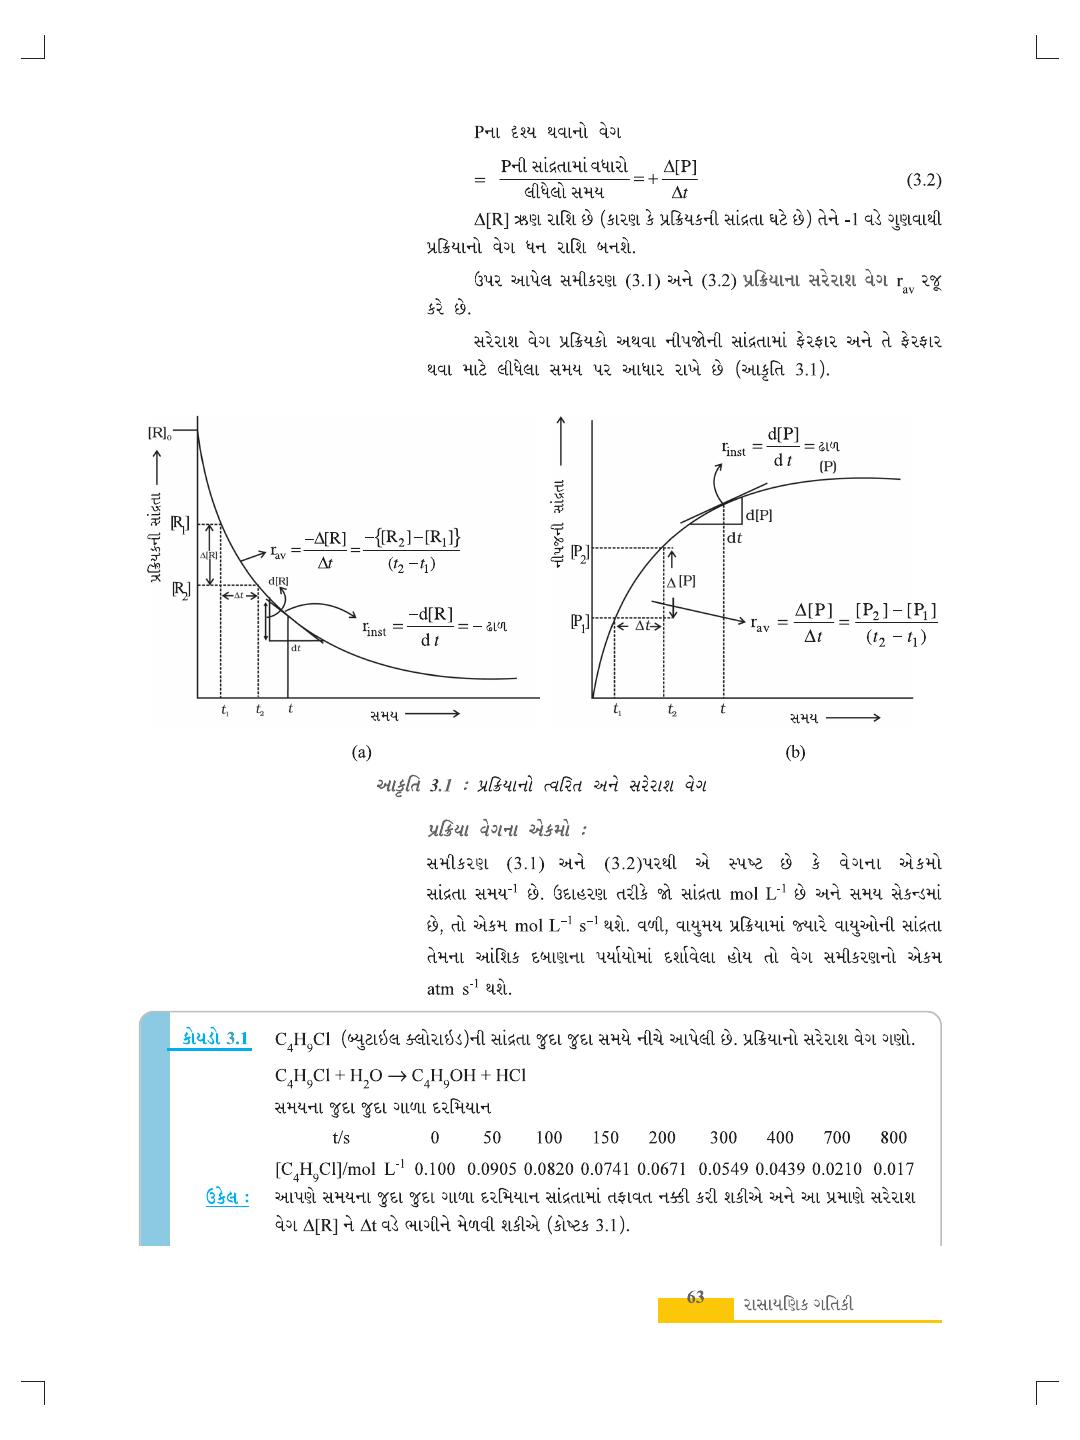 Pના દૃશ્ય થવાનો વેગ
= Pની સાંદ્રતામાં વધારો / લીધેલો સમય = + Δ[P] / Δt (3.2)
Δ[R] ઋણ રાશિ છે (કારણ કે પ્રક્રિયકની સાંદ્રતા ઘટે છે) તેને -1 વડે ગુણવાથી
પ્રક્રિયાનો વેગ ધન રાશિ બનશે.
ઉપર આપેલ સમીકરણ (3.1) અને (3.2) પ્રક્રિયાના સરેરાશ વેગ r_av રજૂ
કરે છે.
સરેરાશ વેગ પ્રક્રિયકો અથવા નીપજોની સાંદ્રતામાં ફેરફાર અને તે ફેરફાર
થવા માટે લીધેલા સમય પર આધાર રાખે છે (આકૃતિ 3.1).
[R]₀
પ્રક્રિયકની સાંદ્રતા
[R₁]
Δ[R]
r_av = −Δ[R] / Δt = −{[R₂]−[R₁]} / (t₂ −t₁)
[R₂]
Δt
d[R]
r_inst = −d[R] / d t = − ઢાળ
dt
t₁ t₂ t
સમય
(a)
નીપજની સાંદ્રતા
r_inst = d[P] / d t = ઢાળ
(P)
d[P]
dt
[P₂]
Δ [P]
[P₁]
Δt
r_av = Δ[P] / Δt = [P₂] − [P₁] / (t₂ − t₁)
t₁ t₂ t
સમય
(b)
આકૃતિ 3.1 : પ્રક્રિયાનો ત્વરિત અને સરેરાશ વેગ
પ્રક્રિયા વેગના એકમો :
સમીકરણ (3.1) અને (3.2)પરથી એ સ્પષ્ટ છે કે વેગના એકમો
સાંદ્રતા સમય⁻¹ છે. ઉદાહરણ તરીકે જો સાંદ્રતા mol L⁻¹ છે અને સમય સેકન્ડમાં
છે, તો એકમ mol L⁻¹ s⁻¹ થશે. વળી, વાયુમય પ્રક્રિયામાં જ્યારે વાયુઓની સાંદ્રતા
તેમના આંશિક દબાણના પર્યાયોમાં દર્શાવેલા હોય તો વેગ સમીકરણનો એકમ
atm s⁻¹ થશે.
કોયડો 3.1 C₄H₉Cl (બ્યુટાઇલ ક્લોરાઇડ)ની સાંદ્રતા જુદા જુદા સમયે નીચે આપેલી છે. પ્રક્રિયાનો સરેરાશ વેગ ગણો.
C₄H₉Cl + H₂O → C₄H₉OH + HCl
સમયના જુદા જુદા ગાળા દરમિયાન
t/s 0 50 100 150 200 300 400 700 800
[C₄H₉Cl]/mol L⁻¹ 0.100 0.0905 0.0820 0.0741 0.0671 0.0549 0.0439 0.0210 0.017
ઉકેલ : આપણે સમયના જુદા જુદા ગાળા દરમિયાન સાંદ્રતામાં તફાવત નક્કી કરી શકીએ અને આ પ્રમાણે સરેરાશ
વેગ Δ[R] ને Δt વડે ભાગીને મેળવી શકીએ (કોષ્ટક 3.1).
63 રાસાયણિક ગતિકી